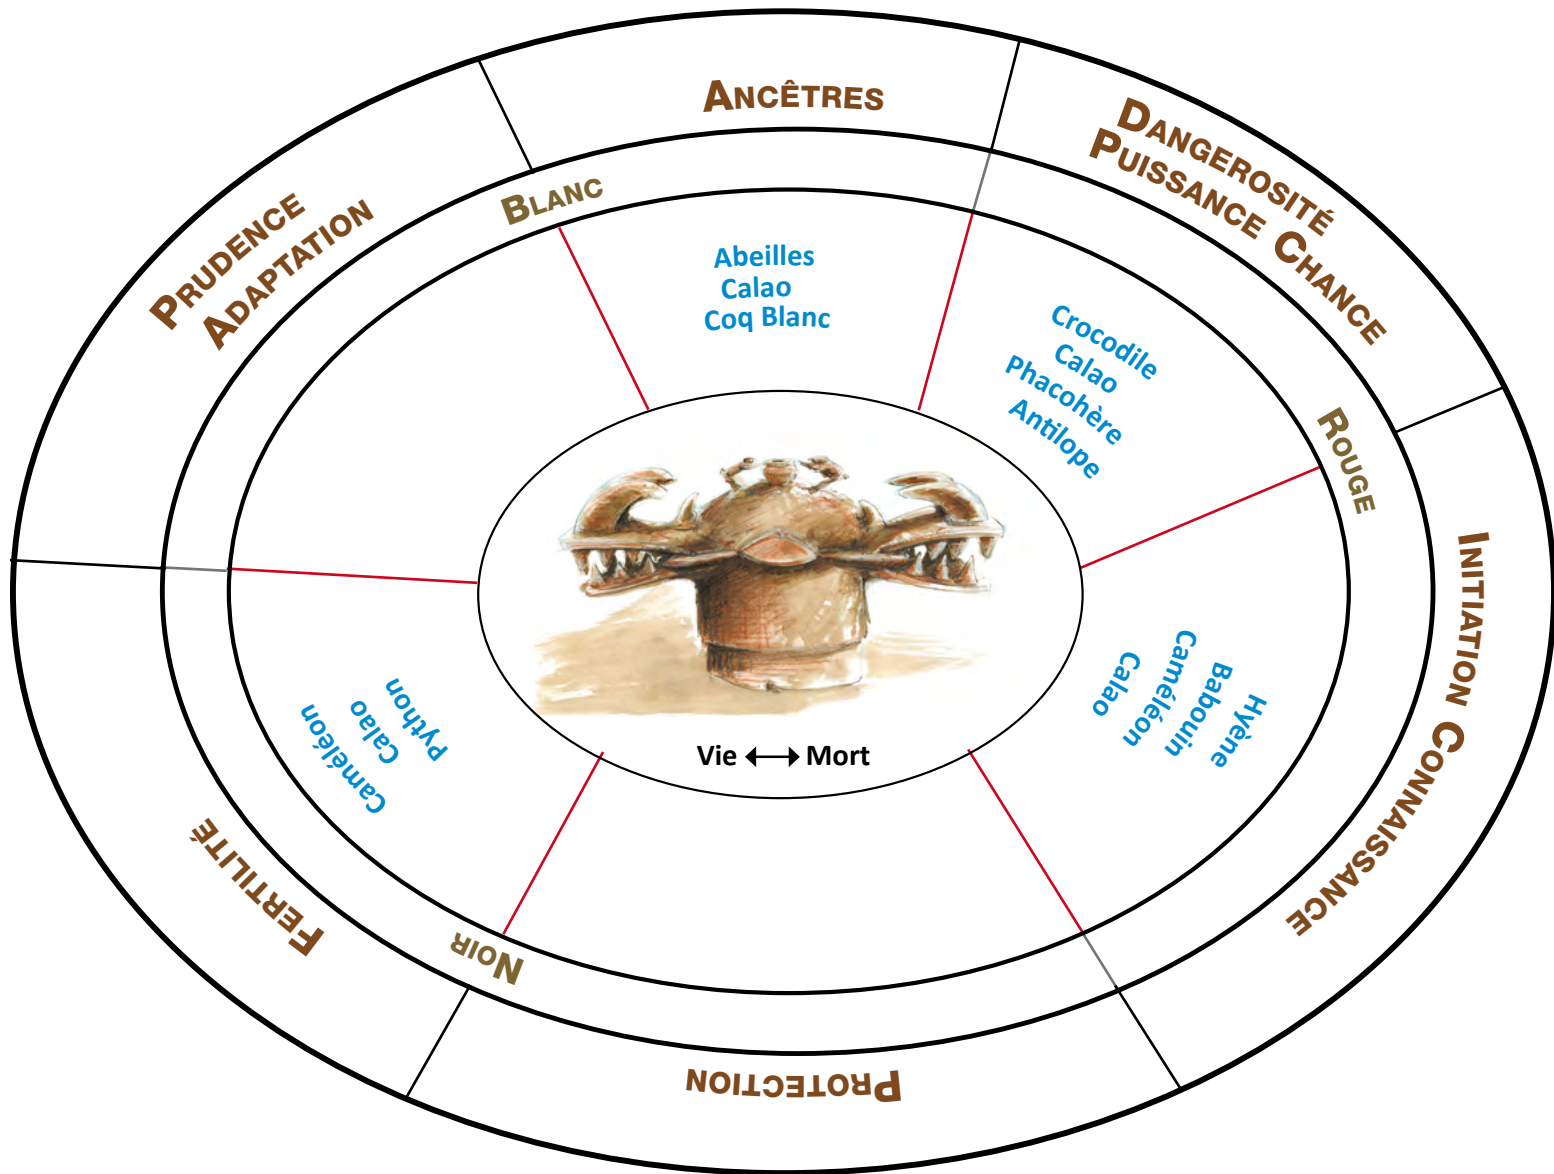 ANCÊTRES
DANGEROSITÉ
PUISSANCE CHANCE
INITIATION CONNAISSANCE
PROTECTION
FERTILITÉ
PRUDENCE
ADAPTATION
BLANC
ROUGE
NOIR
Abeilles
Calao
Coq Blanc
Crocodile
Calao
Phacohère
Antilope
Hyène
Babouin
Caméléon
Calao
Python
Calao
Caméléon
Vie ↔ Mort